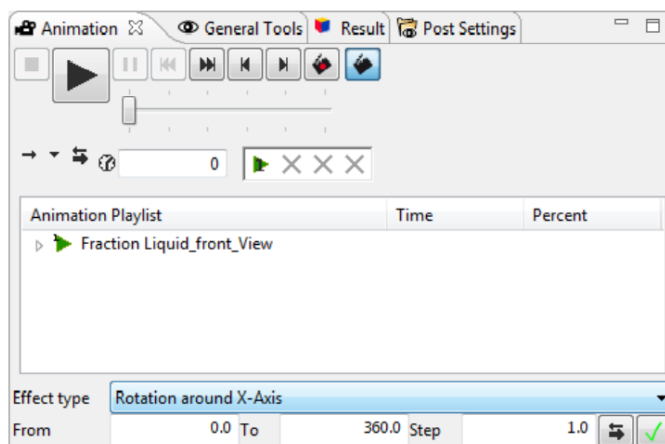 Animation General Tools Result Post Settings
0
Animation Playlist Time Percent
Fraction Liquid_front_View
Effect type Rotation around X-Axis
From 0.0 To 360.0 Step 1.0